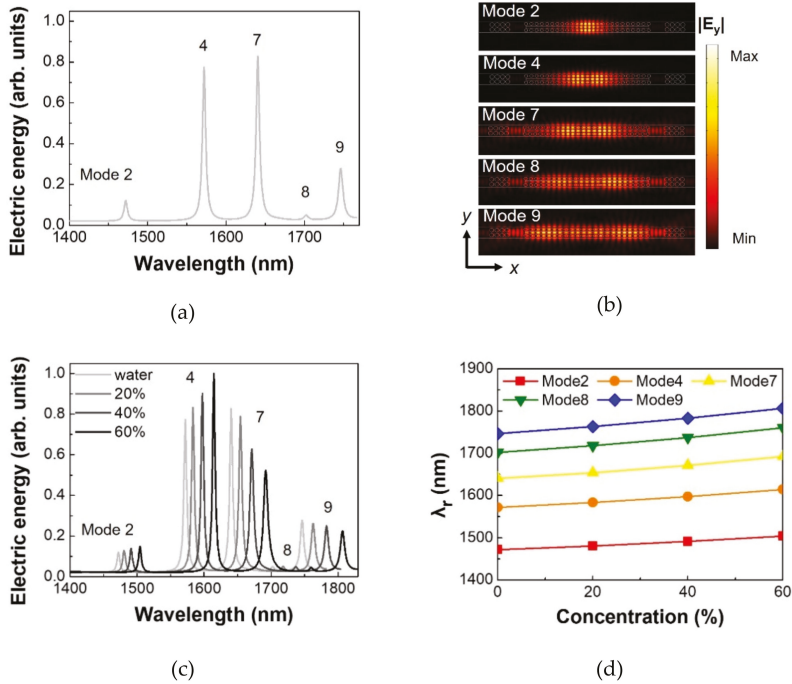 Electric energy (arb. units)
1.0
0.8
0.6
0.4
0.2
0.0
4
7
Mode 2
8
9
1400
1500
1600
1700
Wavelength (nm)
(a)
Mode 2
Mode 4
Mode 7
Mode 8
Mode 9
y
x
|Ey|
Max
Min
(b)
Electric energy (arb. units)
1.0
0.8
0.6
0.4
0.2
0.0
water
20%
40%
60%
4
7
Mode 2
8
9
1400
1500
1600
1700
1800
Wavelength (nm)
(c)
λr (nm)
1900
1800
1700
1600
1500
1400
Mode2
Mode4
Mode7
Mode8
Mode9
0
20
40
60
Concentration (%)
(d)